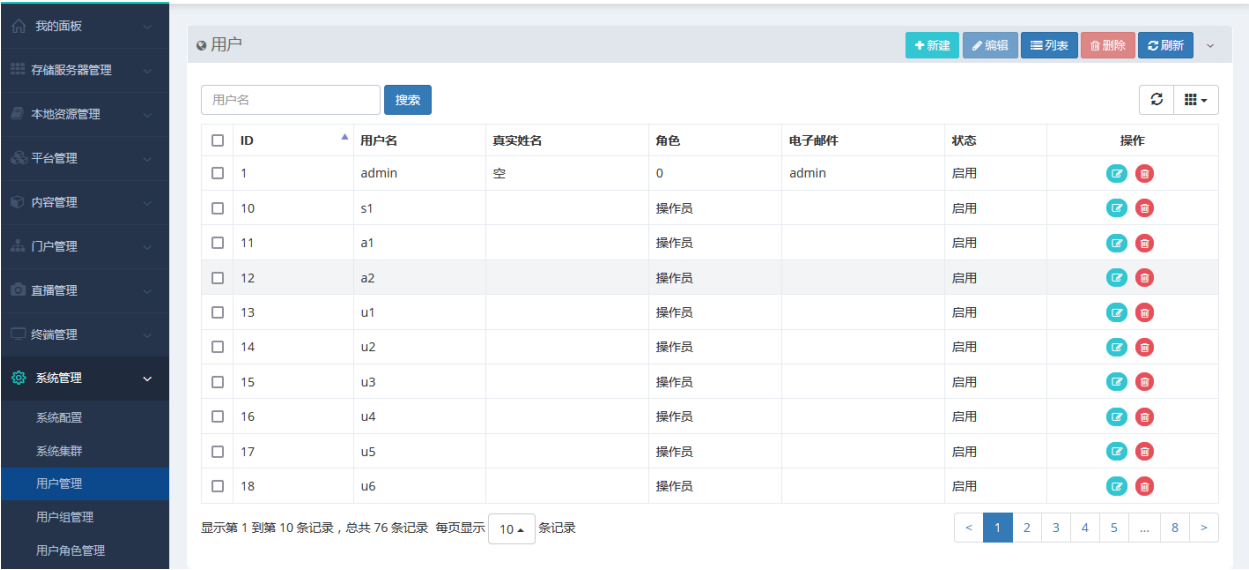 我的面板
存储服务器管理
本地资源管理
平台管理
内容管理
门户管理
直播管理
终端管理
系统管理
系统配置
系统集群
用户管理
用户组管理
用户角色管理
用户
新建 编辑 列表 删除 刷新
用户名 搜索
ID 用户名 真实姓名 角色 电子邮件 状态 操作
1 admin 空 0 admin 启用
10 s1 操作员 启用
11 a1 操作员 启用
12 a2 操作员 启用
13 u1 操作员 启用
14 u2 操作员 启用
15 u3 操作员 启用
16 u4 操作员 启用
17 u5 操作员 启用
18 u6 操作员 启用
显示第 1 到第 10 条记录，总共 76 条记录 每页显示 10 条记录
< 1 2 3 4 5 ... 8 >